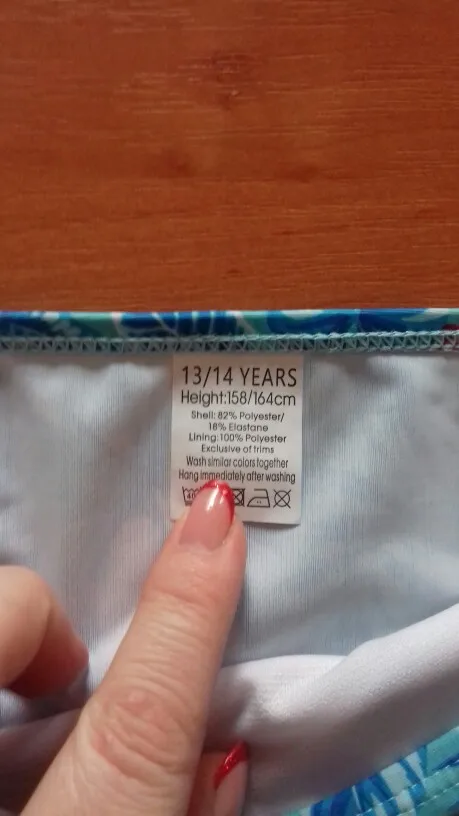 13/14 YEARS
Height:158/164cm
Shell: 82% Polyester/
18% Elastane
Lining: 100% Polyester
Exclusive of trims
Wash similar colors together
Hang immediately after washing
40